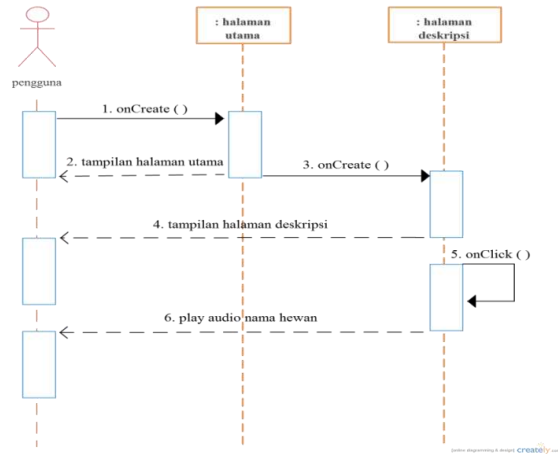 : halaman
utama
: halaman
deskripsi
pengguna
1. onCreate ( )
2. tampilan halaman utama
3. onCreate ( )
4. tampilan halaman deskripsi
5. onClick ( )
6. play audio nama hewan
creately